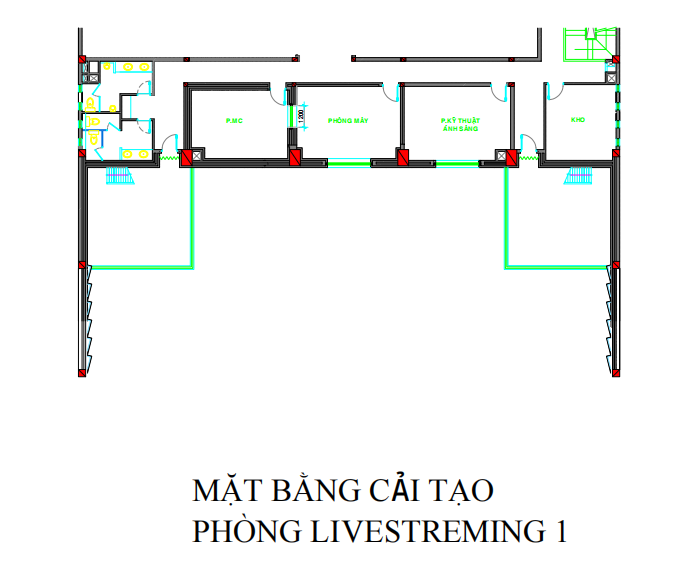 P.MC
1200
PHÒNG MÁY
P.KỸ THUẬT
ÁNH SÁNG
KHO
MẶT BẰNG CẢI TẠO
PHÒNG LIVESTREMING 1